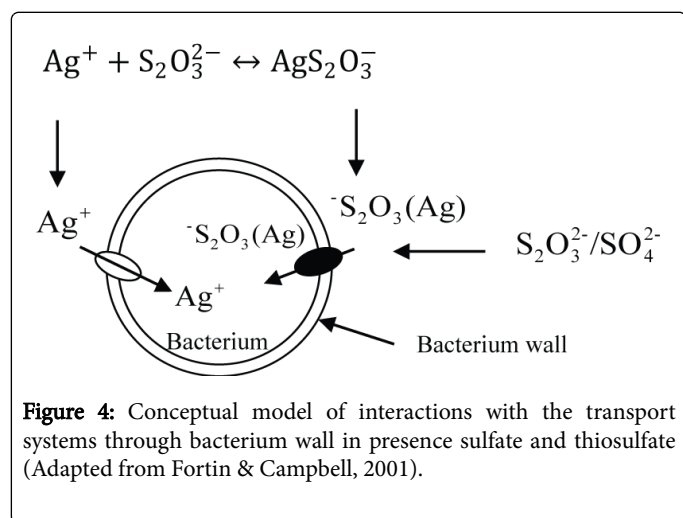 Ag⁺ + S₂O₃²⁻ ↔ AgS₂O₃⁻
⁻S₂O₃(Ag)
Ag⁺
⁻S₂O₃(Ag)
S₂O₃²⁻/SO₄²⁻
Ag⁺
Bacterium
Bacterium wall
Figure 4: Conceptual model of interactions with the transport
systems through bacterium wall in presence sulfate and thiosulfate
(Adapted from Fortin & Campbell, 2001).